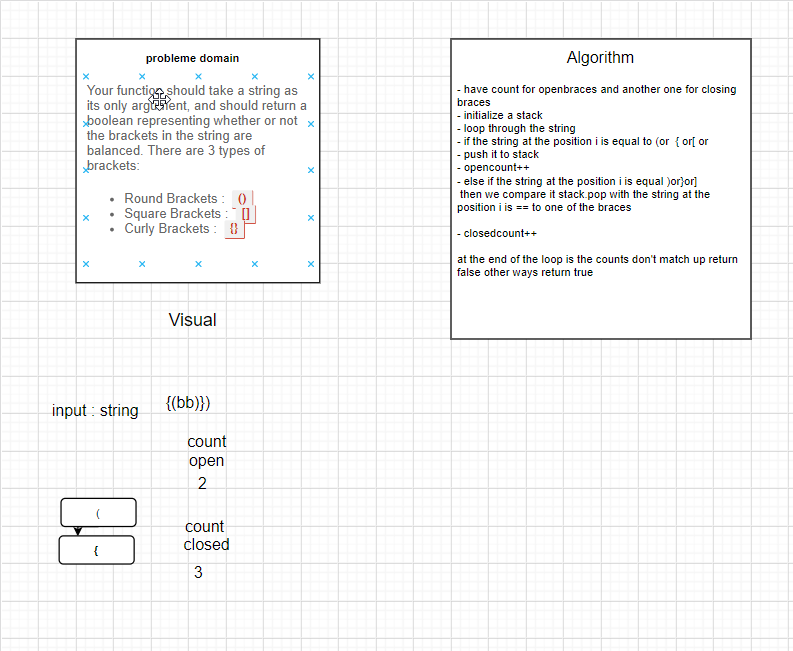 probleme domain
Your function should take a string as
its only argument, and should return a
boolean representing whether or not
the brackets in the string are
balanced. There are 3 types of
brackets:
Round Brackets : ()
Square Brackets : []
Curly Brackets : {}
Algorithm
- have count for openbraces and another one for closing
braces
- initialize a stack
- loop through the string
- if the string at the position i is equal to (or { or[ or
- push it to stack
- opencount++
- else if the string at the position i is equal )or}or]
then we compare it stack.pop with the string at the
position i is == to one of the braces
- closedcount++
at the end of the loop is the counts don't match up return
false other ways return true
Visual
input : string
{(bb)})
count
open
2
(
{
count
closed
3